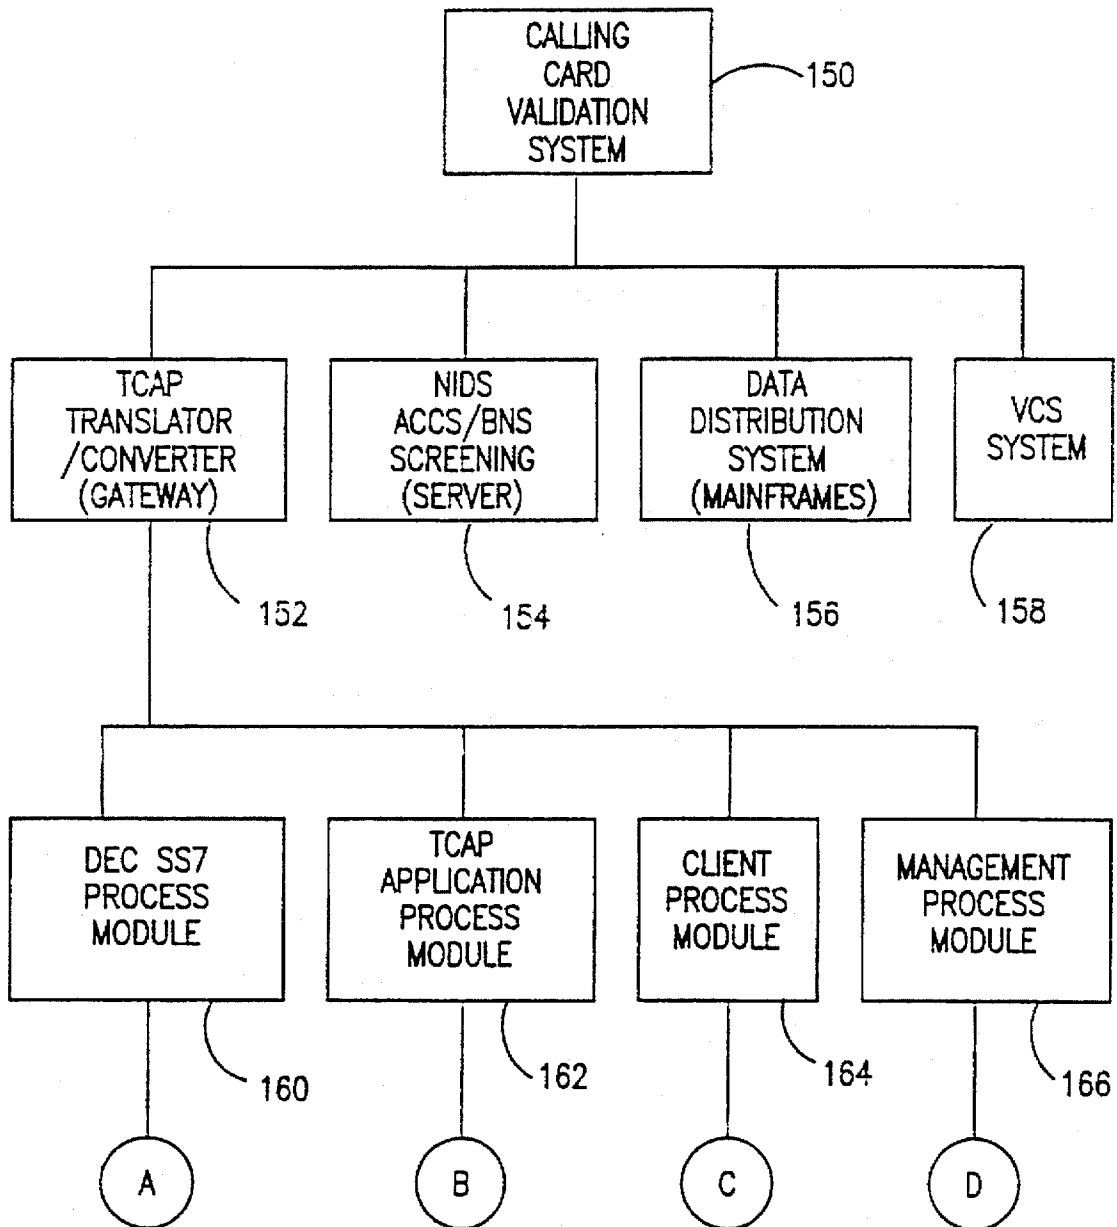 CALLING
CARD
VALIDATION
SYSTEM
150
TCAP
TRANSLATOR
/CONVERTER
(GATEWAY)
NIDS
ACCS/BNS
SCREENING
(SERVER)
DATA
DISTRIBUTION
SYSTEM
(MAINFRAMES)
VCS
SYSTEM
152
154
156
158
DEC SS7
PROCESS
MODULE
TCAP
APPLICATION
PROCESS
MODULE
CLIENT
PROCESS
MODULE
MANAGEMENT
PROCESS
MODULE
160
162
164
166
A
B
C
D